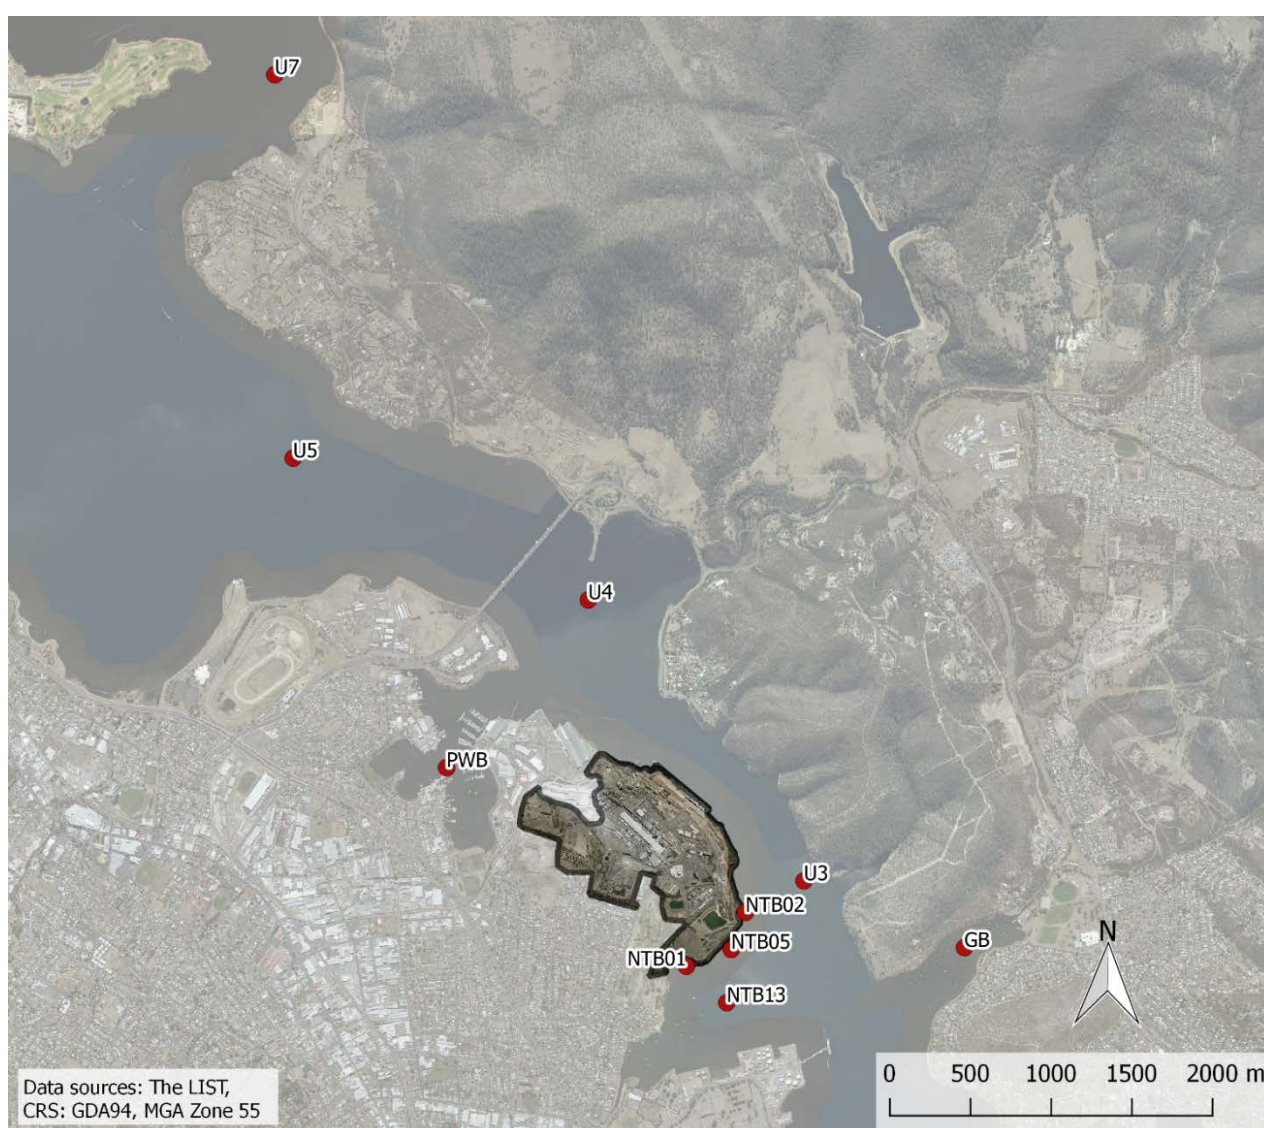 U7
U5
U4
PWB
U3
NTB02
NTB05
GB
NTB01
N
NTB13
0 500 1000 1500 2000 m
Data sources: The LIST,
CRS: GDA94, MGA Zone 55